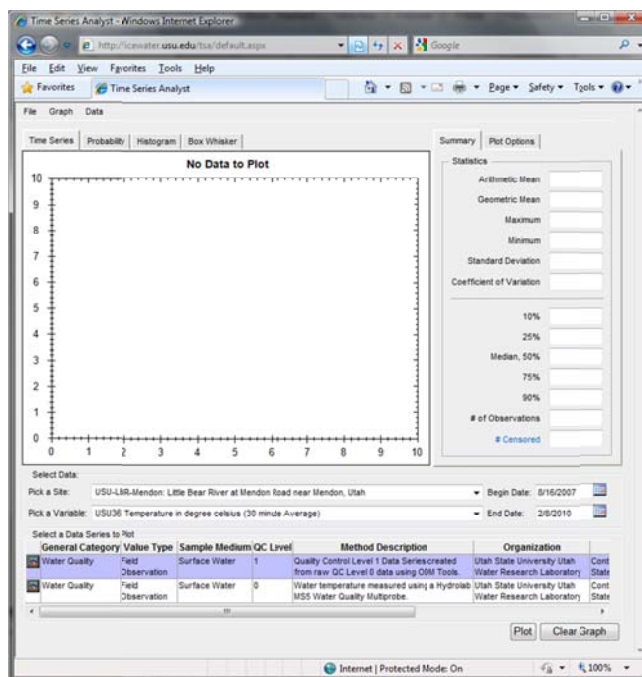 Time Series Analyst - Windows Internet Explorer
http://icewater.usu.edu/tsa/default.aspx
Google
File Edit View Favorites Tools Help
Favorites Time Series Analyst
Page Safety Tools
File Graph Data
Time Series Probability Histogram Box Whisker
Summary Plot Options
No Data to Plot
10
9
8
7
6
5
4
3
2
1
0
0 1 2 3 4 5 6 7 8 9 10
Statistics
Arithmetic Mean
Geometric Mean
Maximum
Minimum
Standard Deviation
Coefficient of Variation
10%
25%
Median, 50%
75%
90%
# of Observations
# Censored
Select Data:
Pick a Site: USU-LBR-Mendon: Little Bear River at Mendon Road near Mendon, Utah Begin Date: 8/16/2007
Pick a Variable: USU36 Temperature in degree celsius (30 minute Average) End Date: 2/8/2010
Select a Data Series to Plot
General Category Value Type Sample Medium QC Level Method Description Organization
Water Quality Field Surface Water 1 Quality Control Level 1 Data Series created Utah State University Utah Cont
Observation from raw QC Level 0 data using ODM Tools. Water Research Laboratory State
Water Quality Field Surface Water 0 Water temperature measured using a Hydrolab Utah State University Utah Cont
Observation MS5 Water Quality Multiprobe. Water Research Laboratory State
Plot Clear Graph
Internet | Protected Mode: On 100%